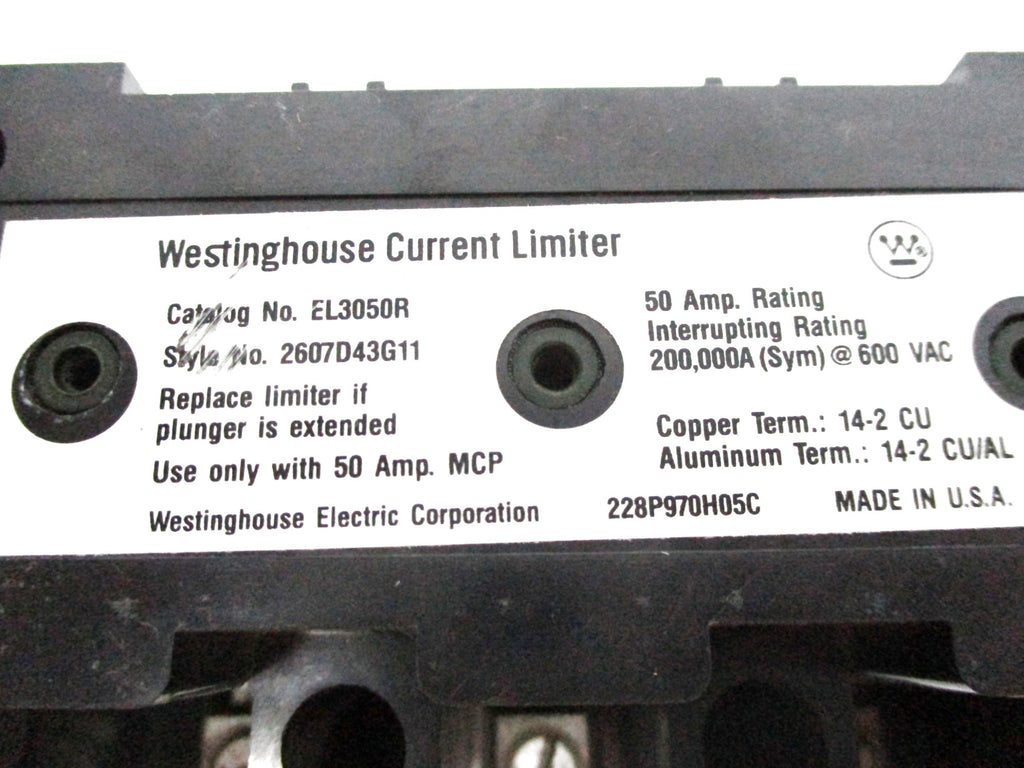 Westinghouse Current Limiter
Catalog No. EL3050R
Style No. 2607D43G11
Replace limiter if
plunger is extended
Use only with 50 Amp. MCP
Westinghouse Electric Corporation
50 Amp. Rating
Interrupting Rating
200,000A (Sym) @ 600 VAC
Copper Term.: 14-2 CU
Aluminum Term.: 14-2 CU/AL
228P970H05C
MADE IN U.S.A.
W
®